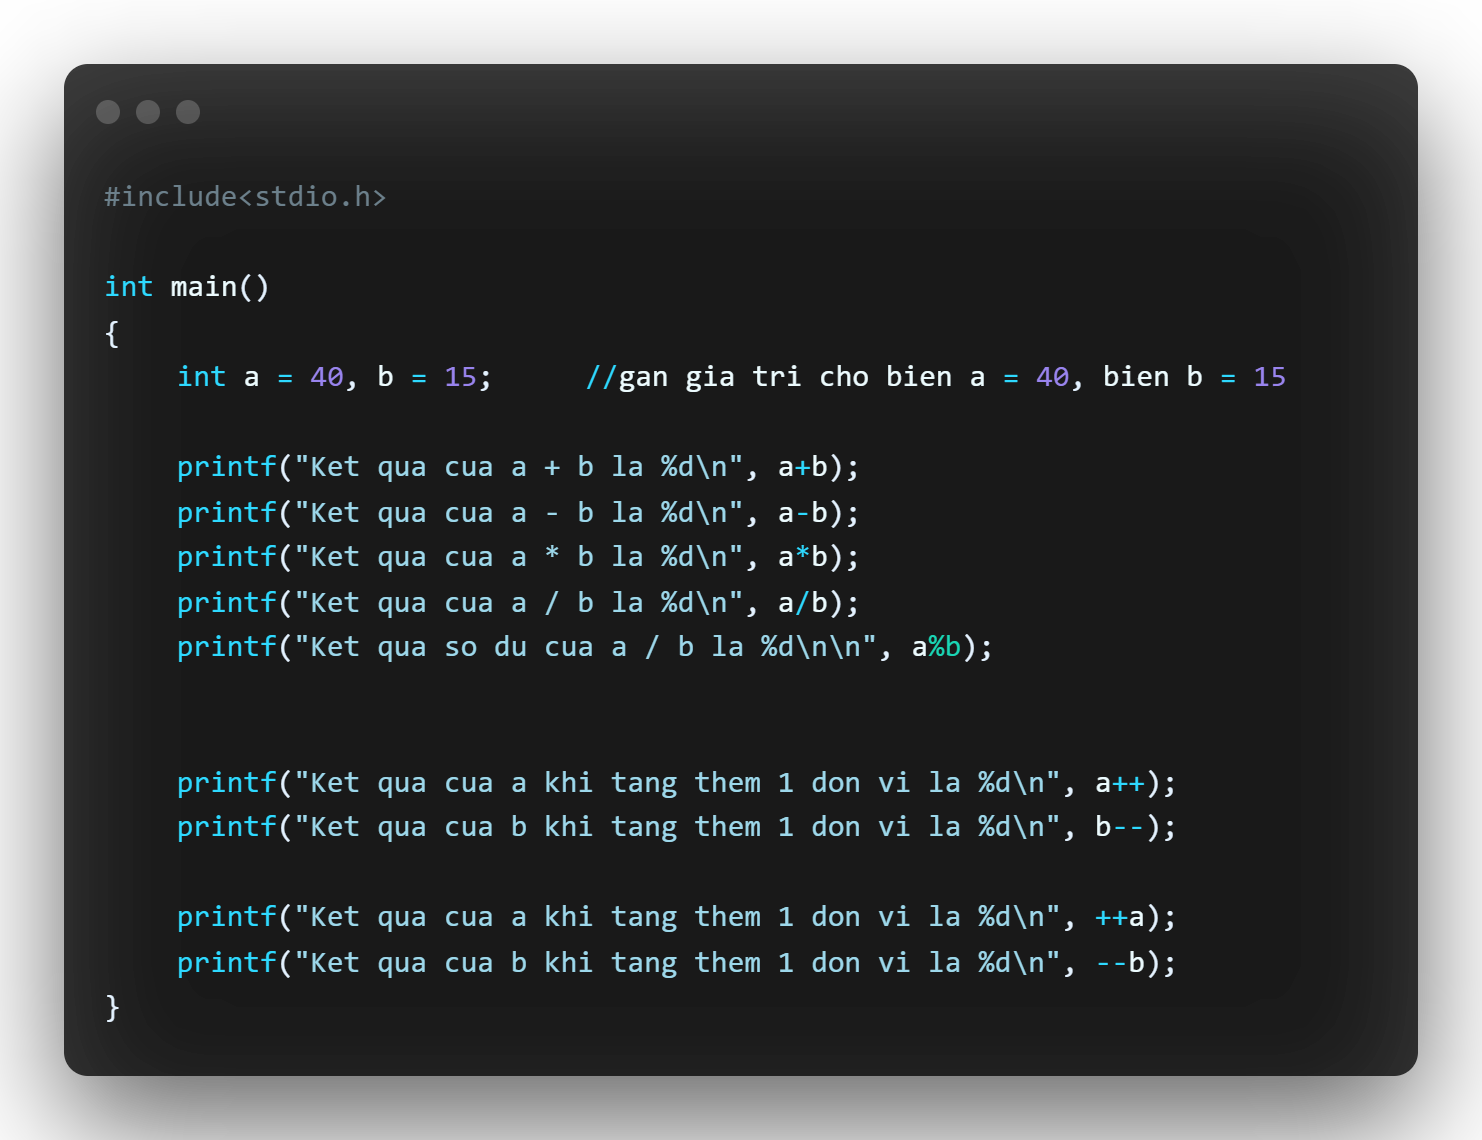 #include<stdio.h>
int main()
{
int a = 40, b = 15;      //gan gia tri cho bien a = 40, bien b = 15
printf("Ket qua cua a + b la %d\n", a+b);
printf("Ket qua cua a - b la %d\n", a-b);
printf("Ket qua cua a * b la %d\n", a*b);
printf("Ket qua cua a / b la %d\n", a/b);
printf("Ket qua so du cua a / b la %d\n\n", a%b);
printf("Ket qua cua a khi tang them 1 don vi la %d\n", a++);
printf("Ket qua cua b khi tang them 1 don vi la %d\n", b--);
printf("Ket qua cua a khi tang them 1 don vi la %d\n", ++a);
printf("Ket qua cua b khi tang them 1 don vi la %d\n", --b);
}